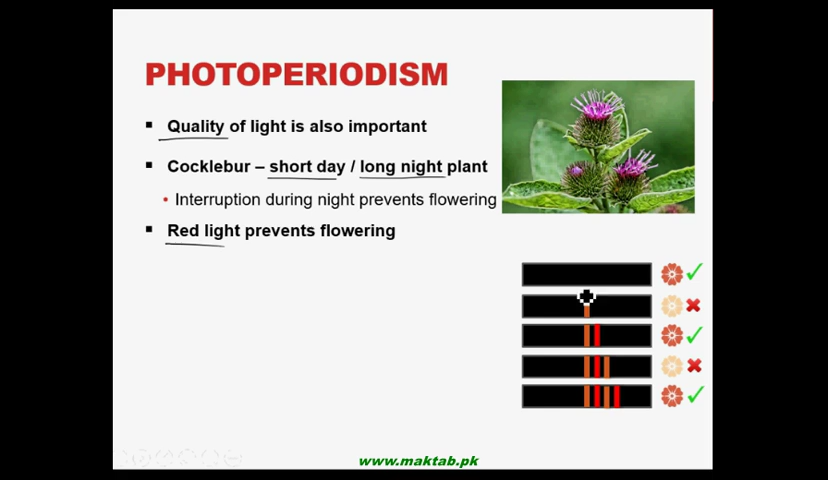 PHOTOPERIODISM
Quality of light is also important
Cocklebur – short day / long night plant
Interruption during night prevents flowering
Red light prevents flowering
www.maktab.pk